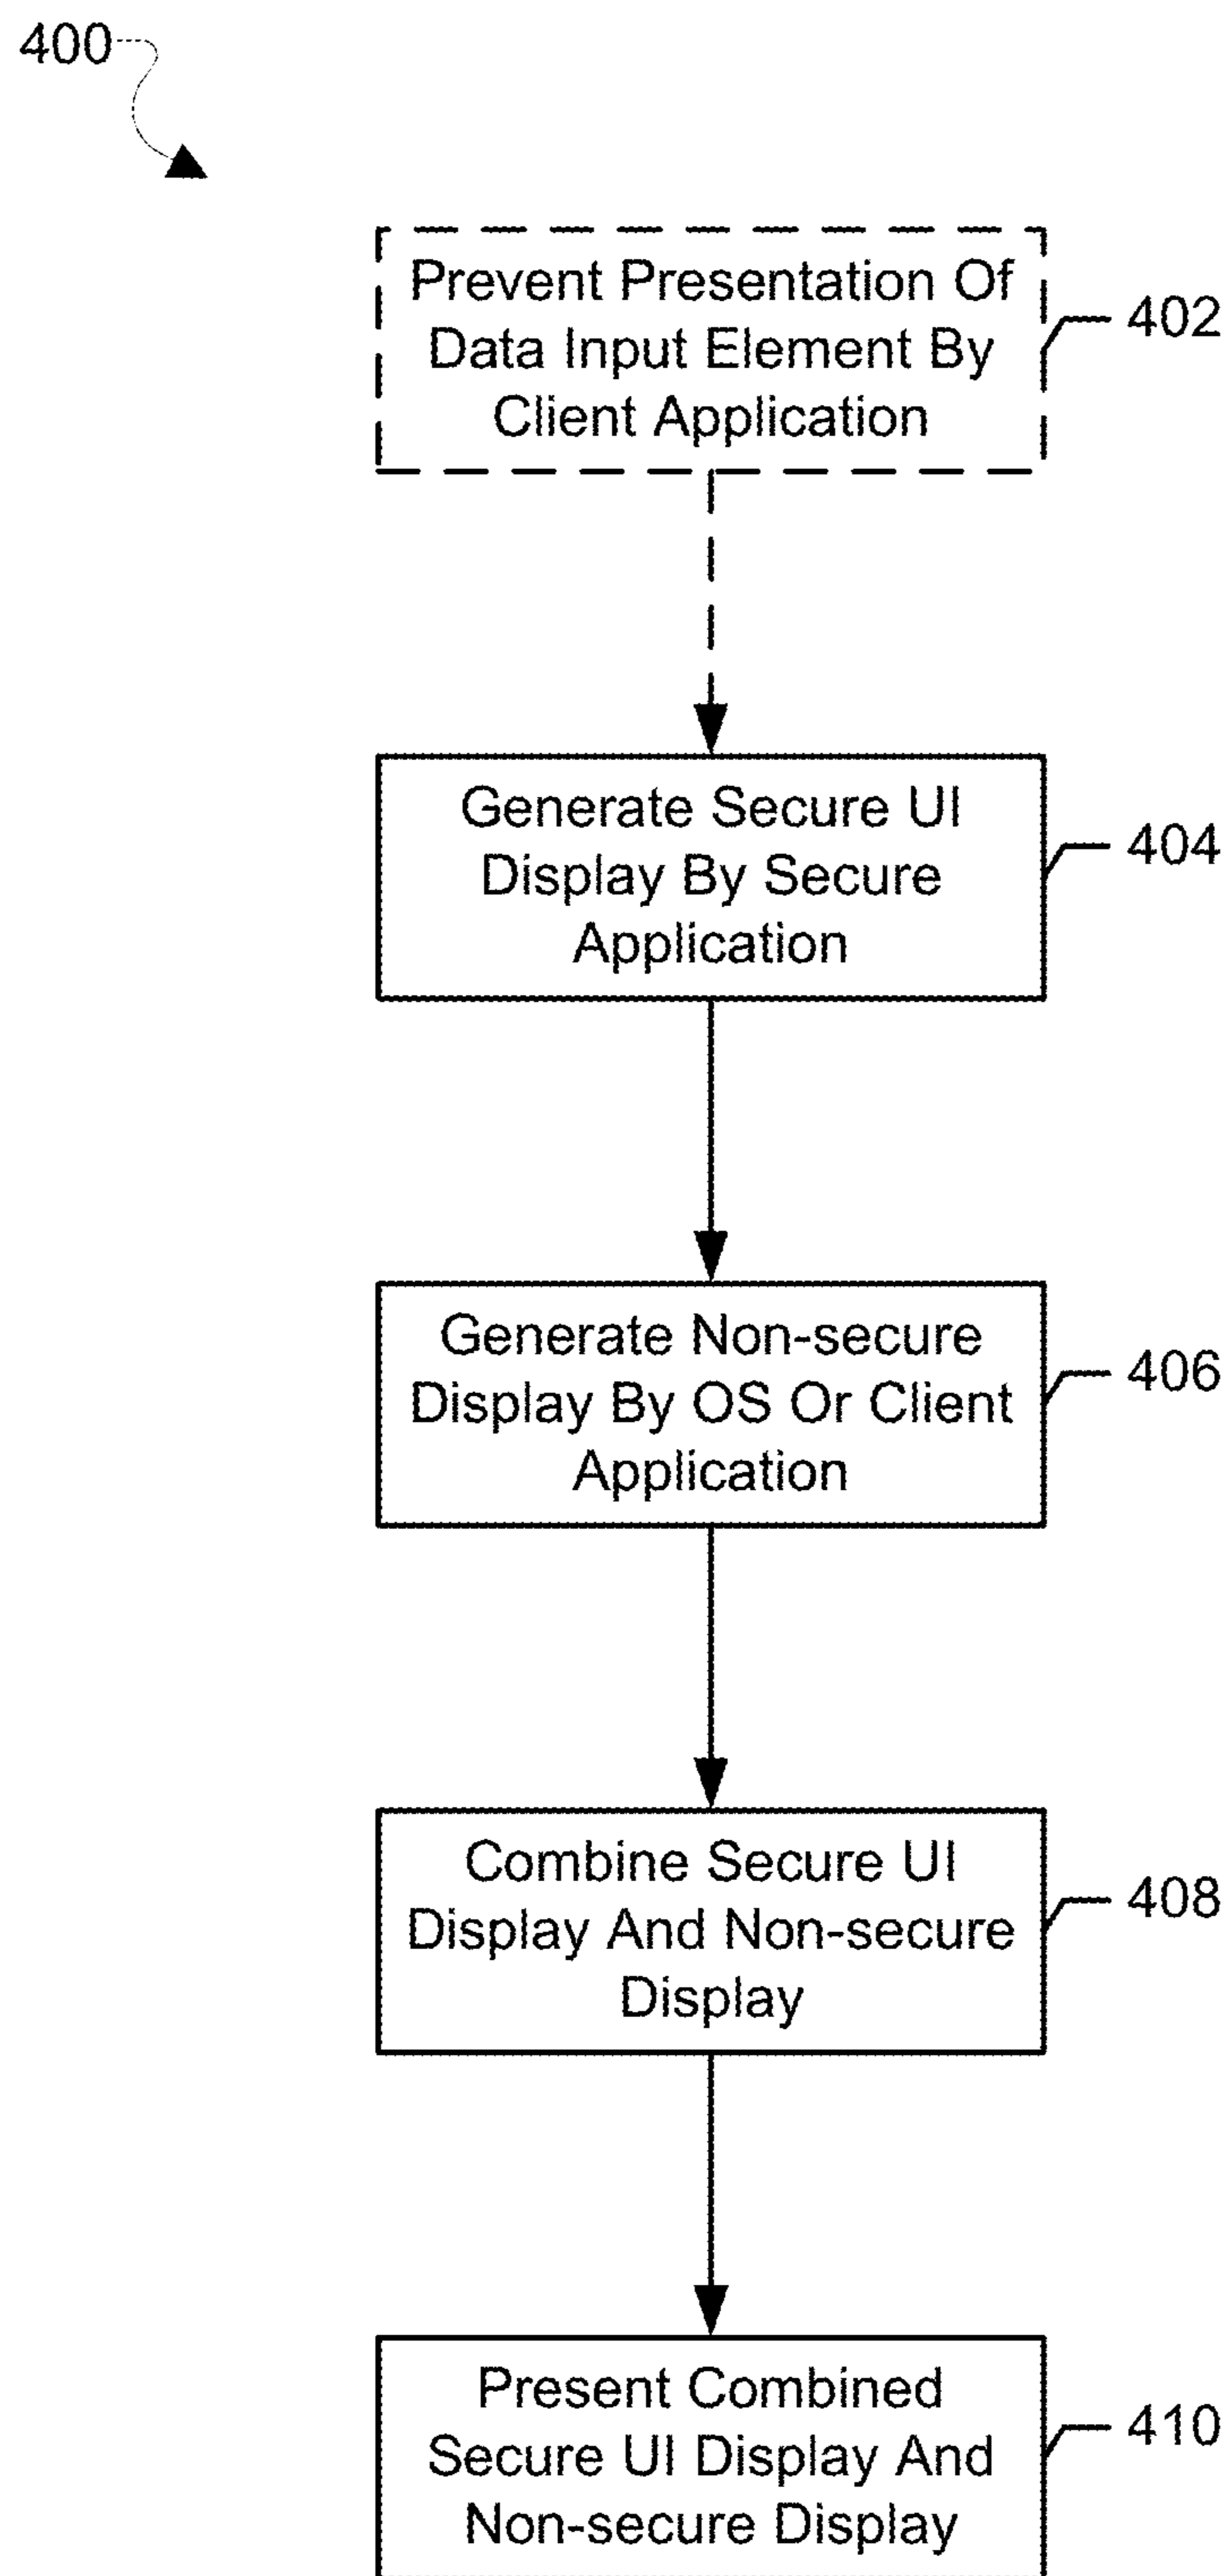 400
Prevent Presentation Of
Data Input Element By
Client Application
402
Generate Secure UI
Display By Secure
Application
404
Generate Non-secure
Display By OS Or Client
Application
406
Combine Secure UI
Display And Non-secure
Display
408
Present Combined
Secure UI Display And
Non-secure Display
410